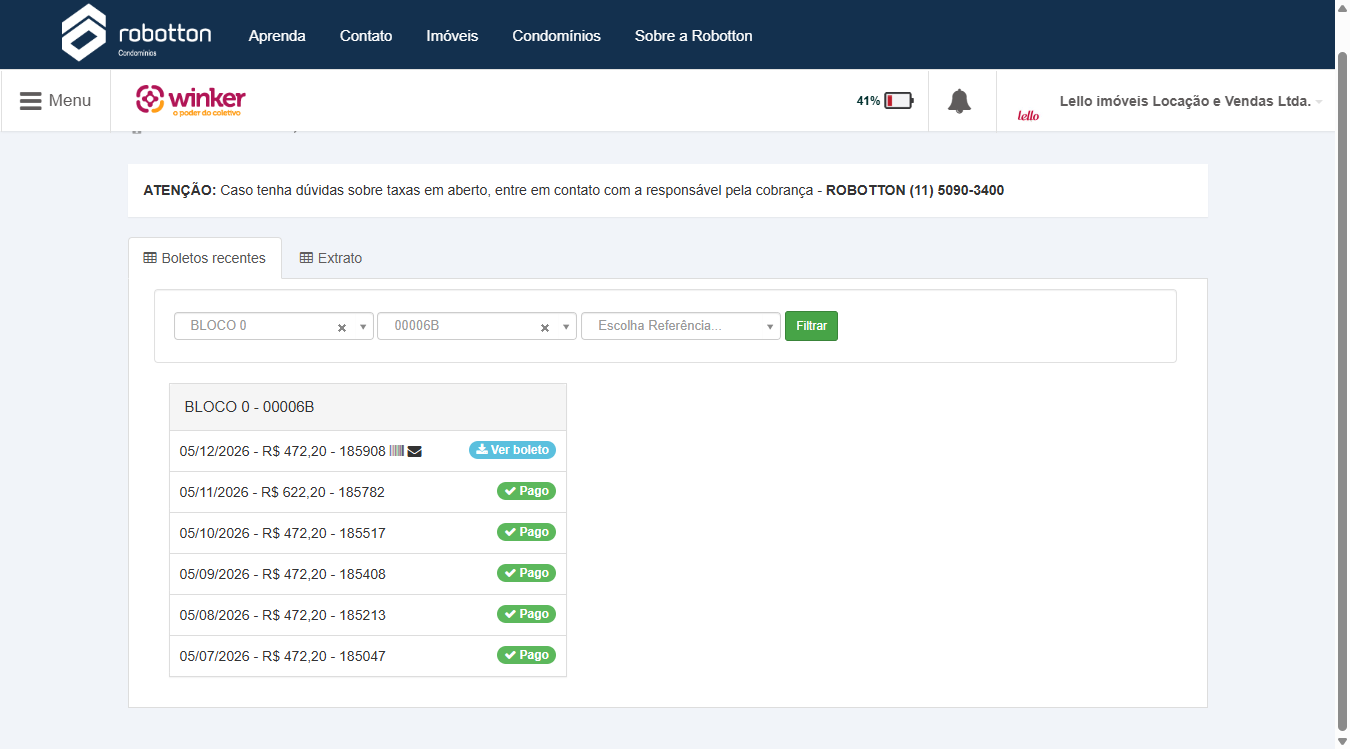 robotton
Condomínios
Aprenda
Contato
Imóveis
Condomínios
Sobre a Robotton
Menu
winker
o poder do coletivo
41%
lello
Lello imóveis Locação e Vendas Ltda.
ATENÇÃO: Caso tenha dúvidas sobre taxas em aberto, entre em contato com a responsável pela cobrança - ROBOTTON (11) 5090-3400
Boletos recentes
Extrato
BLOCO 0
00006B
Escolha Referência...
Filtrar
BLOCO 0 - 00006B
05/12/2026 - R$ 472,20 - 185908 Ver boleto
05/11/2026 - R$ 622,20 - 185782 Pago
05/10/2026 - R$ 472,20 - 185517 Pago
05/09/2026 - R$ 472,20 - 185408 Pago
05/08/2026 - R$ 472,20 - 185213 Pago
05/07/2026 - R$ 472,20 - 185047 Pago